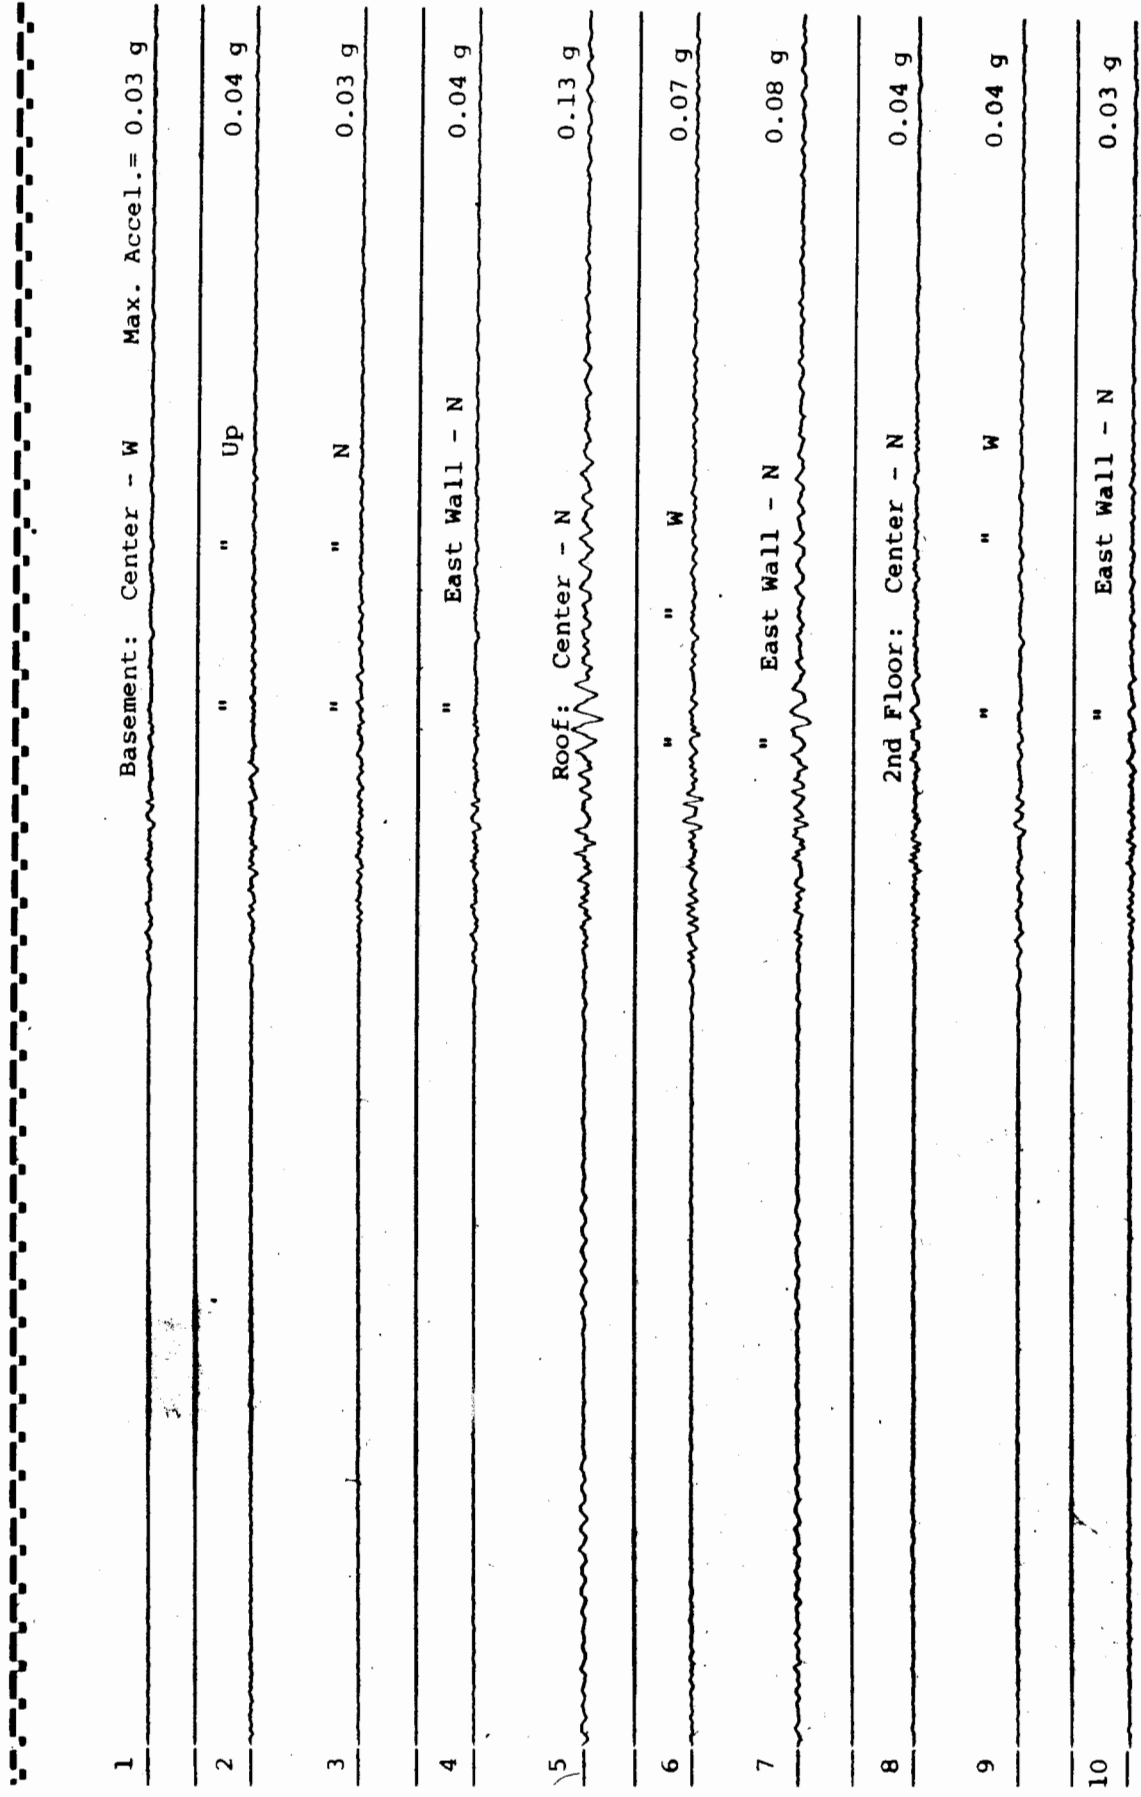 1 Basement: Center - W Max. Accel.= 0.03 g
2 " " Up 0.04 g
3 " " N 0.03 g
4 " East Wall - N 0.04 g
5 Roof: Center - N 0.13 g
6 " " W 0.07 g
7 " East Wall - N 0.08 g
8 2nd Floor: Center - N 0.04 g
9 " " W 0.04 g
10 " East Wall - N 0.03 g